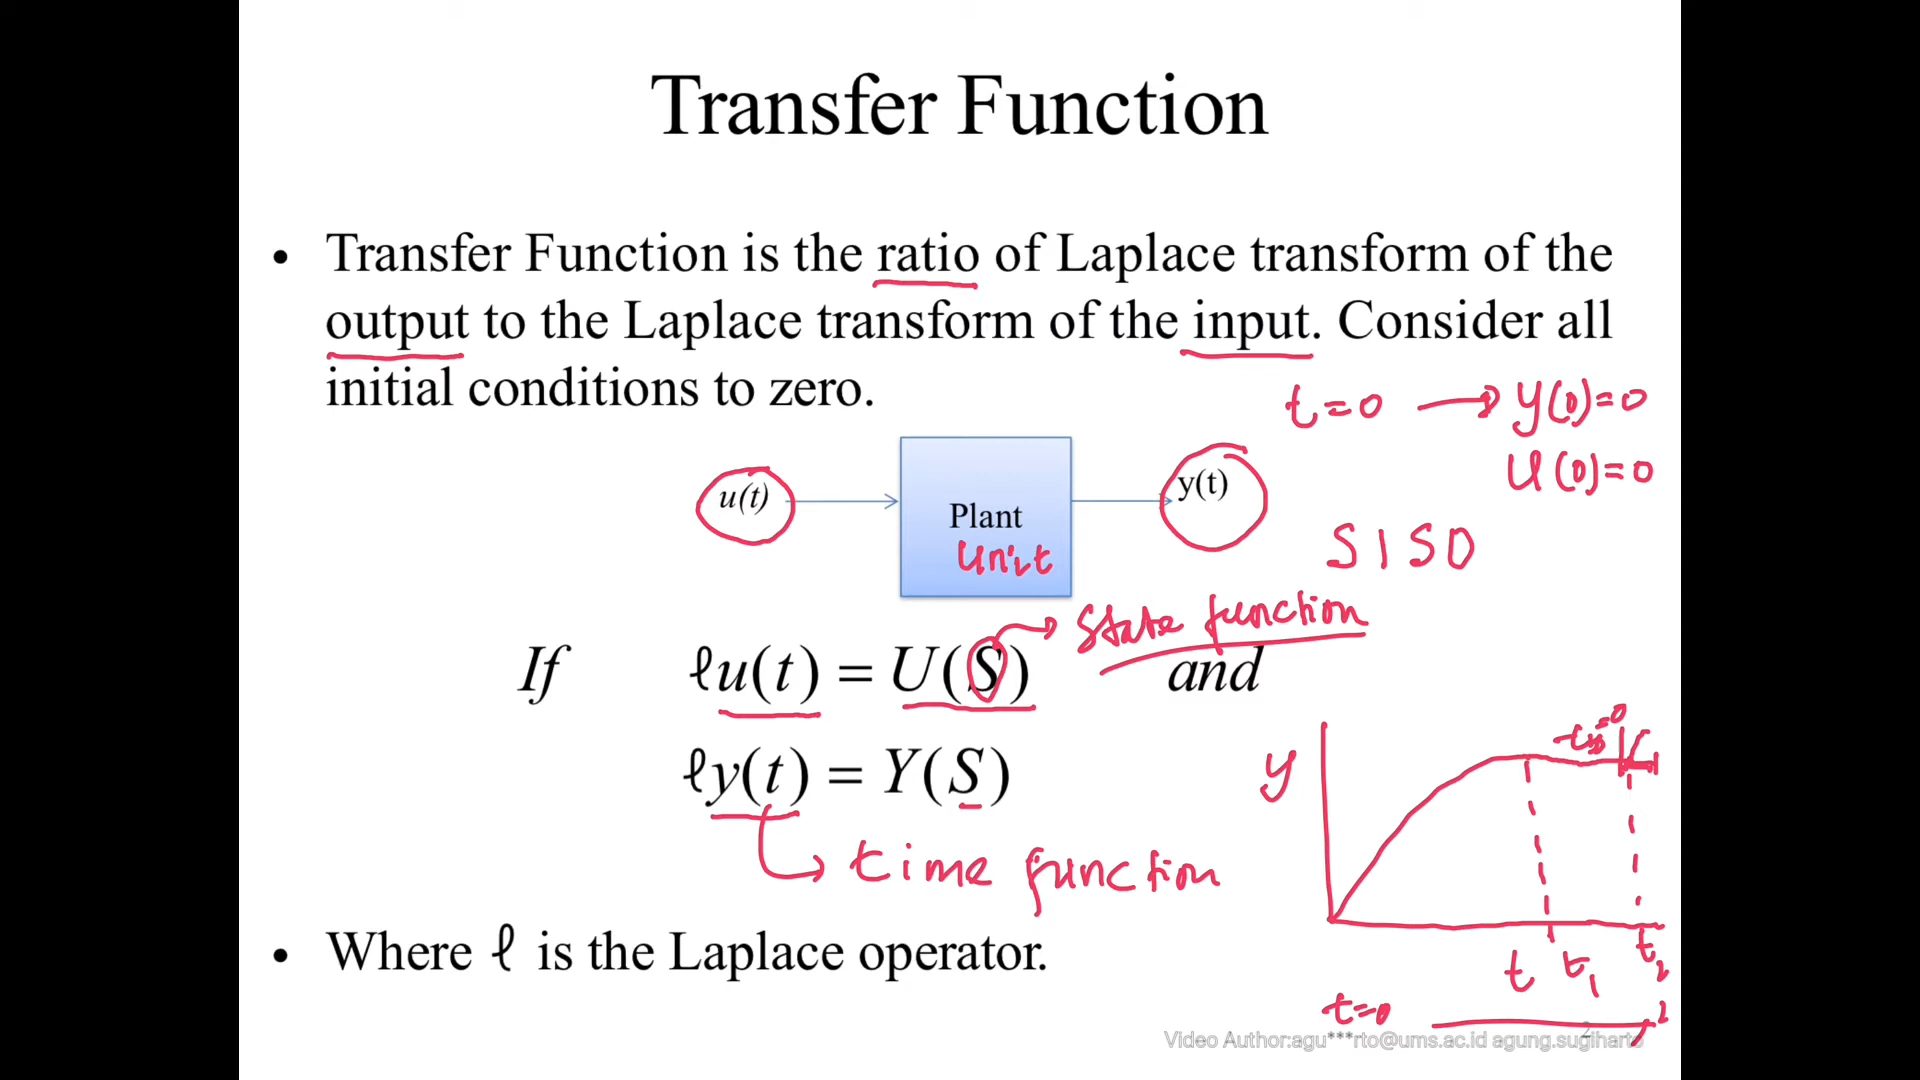 Transfer Function
• Transfer Function is the ratio of Laplace transform of the
output to the Laplace transform of the input. Consider all
initial conditions to zero.
t=0 → y(0)=0
u(0)=0
u(t)
Plant
Unit
y(t)
SISO
State function
If ℓu(t) = U(S) and
ℓy(t) = Y(S)
time function
y
t t₁ t₂
t=0
• Where ℓ is the Laplace operator.
Video Author:agu***rto@ums.ac.id agung.sugiharto